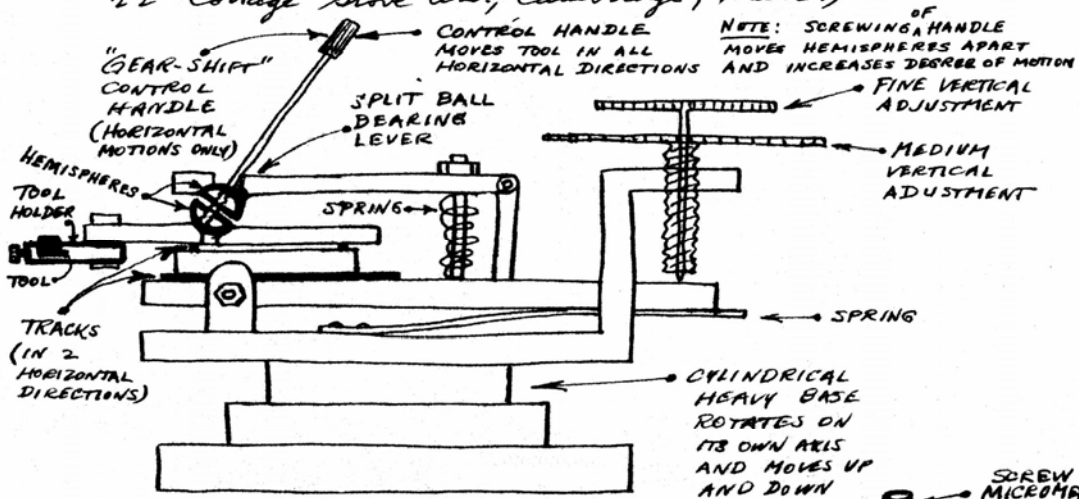 Cottage Grove
"GEAR-SHIFT"
CONTROL
HANDLE
(HORIZONTAL
MOTIONS ONLY)
CONTROL HANDLE
MOVES TOOL IN ALL
HORIZONTAL DIRECTIONS
NOTE: SCREWING OF HANDLE
MOVES HEMISPHERES APART
AND INCREASES DEGREE OF MOTION
FINE VERTICAL
ADJUSTMENT
SPLIT BALL
BEARING
LEVER
MEDIUM
VERTICAL
ADUSTMENT
HEMISPHERES
TOOL
HOLDER
SPRING
TOOL
TRACKS
(IN 2
HORIZONTAL
DIRECTIONS)
SPRING
CYLINDRICAL
HEAVY BASE
ROTATES ON
ITS OWN AXIS
AND MOVES UP
AND DOWN
SCREW